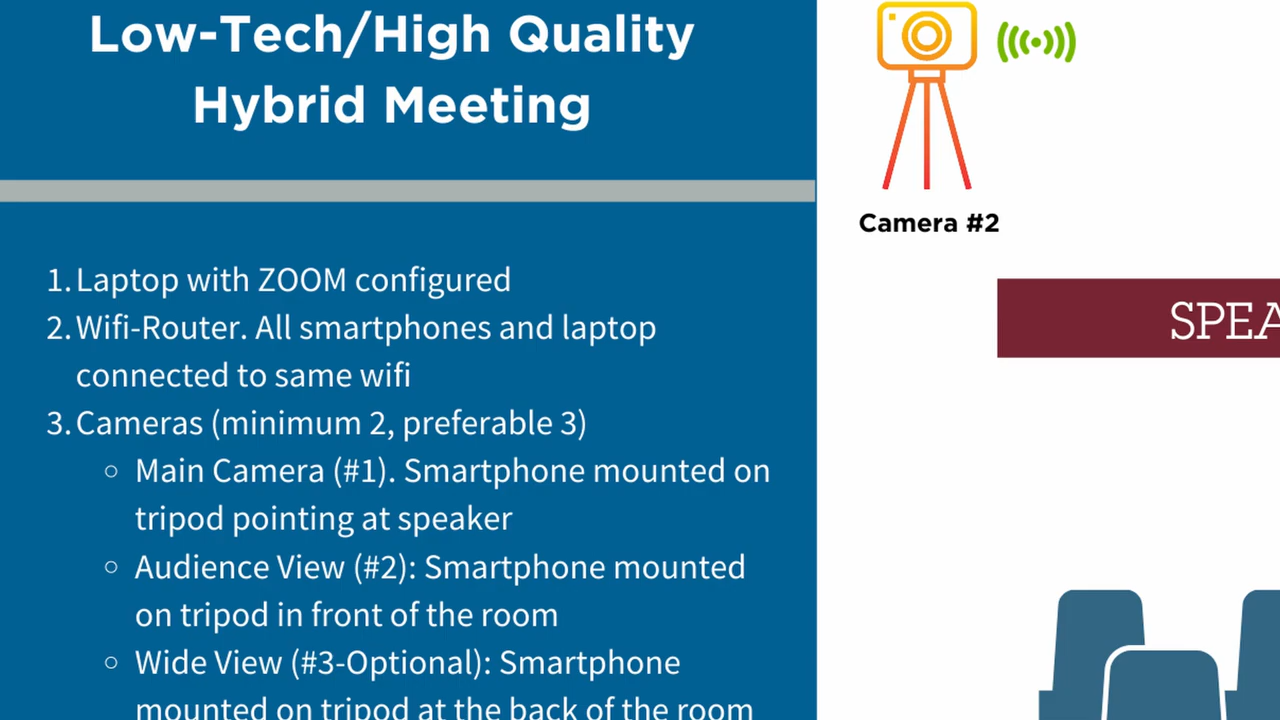 Low-Tech/High Quality
Hybrid Meeting
1. Laptop with ZOOM configured
2. Wifi-Router. All smartphones and laptop
connected to same wifi
3. Cameras (minimum 2, preferable 3)
○ Main Camera (#1). Smartphone mounted on
tripod pointing at speaker
○ Audience View (#2): Smartphone mounted
on tripod in front of the room
○ Wide View (#3-Optional): Smartphone
mounted on tripod at the back of the room
Camera #2